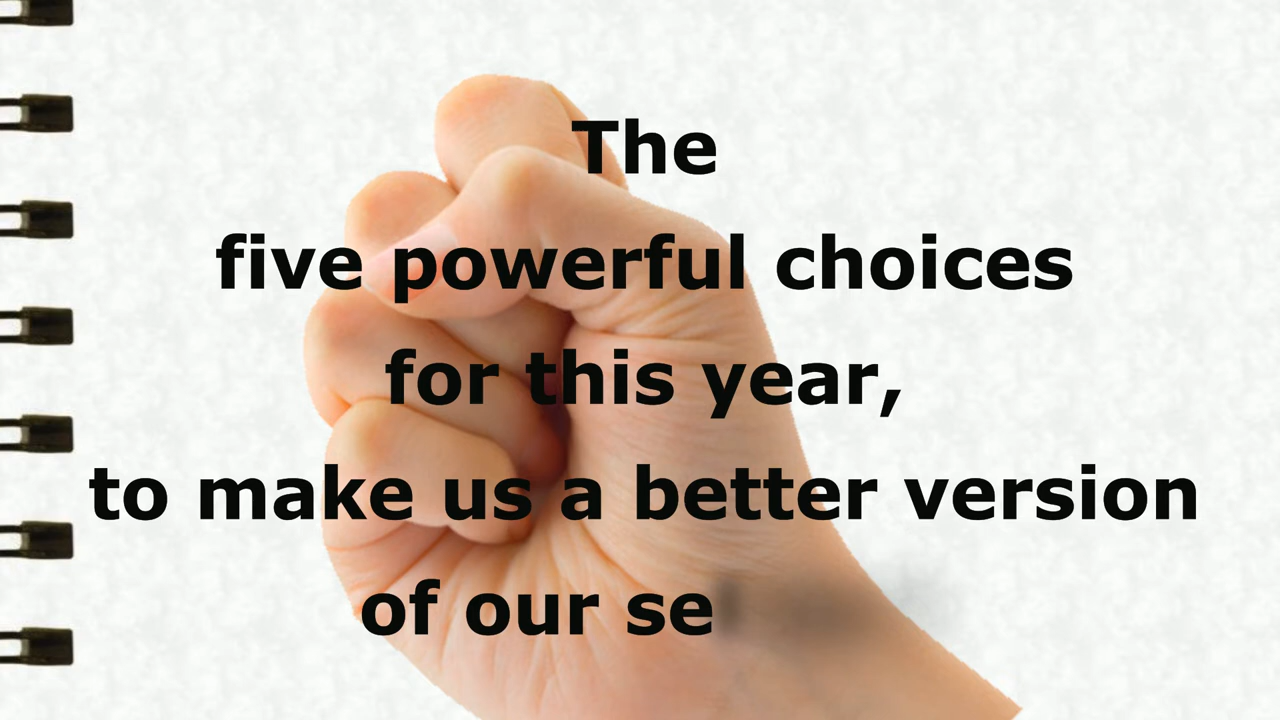 The
five powerful choices
for this year,
to make us a better version
of our se